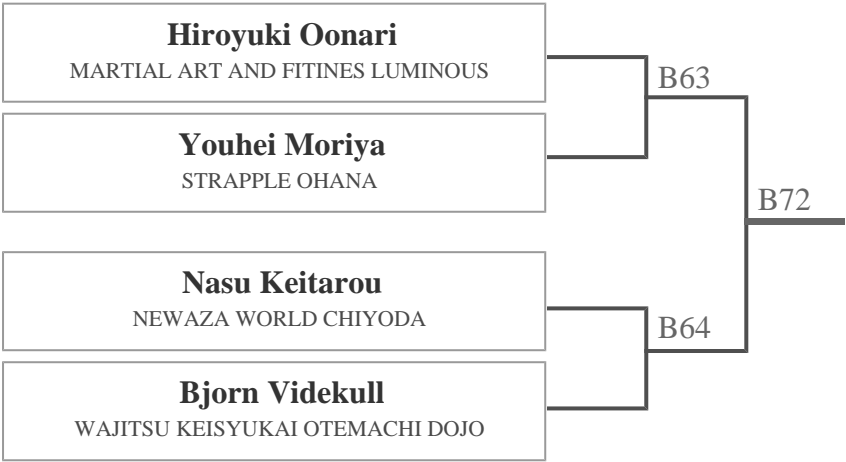 Hiroyuki Oonari
MARTIAL ART AND FITINES LUMINOUS
B63
Youhei Moriya
STRAPPLE OHANA
B72
Nasu Keitarou
NEWAZA WORLD CHIYODA
B64
Bjorn Videkull
WAJITSU KEISYUKAI OTEMACHI DOJO